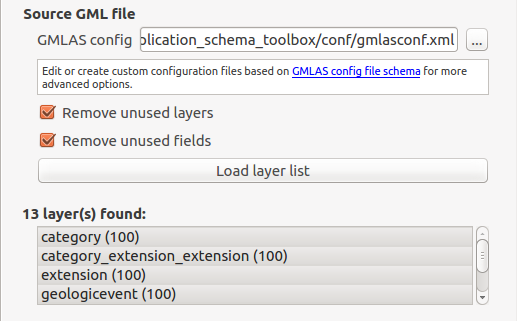 Source GML file
GMLAS config plication_schema_toolbox/conf/gmlasconf.xml ...
Edit or create custom configuration files based on GMLAS config file schema for more
advanced options.
Remove unused layers
Remove unused fields
Load layer list
13 layer(s) found:
category (100)
category_extension_extension (100)
extension (100)
geologicevent (100)